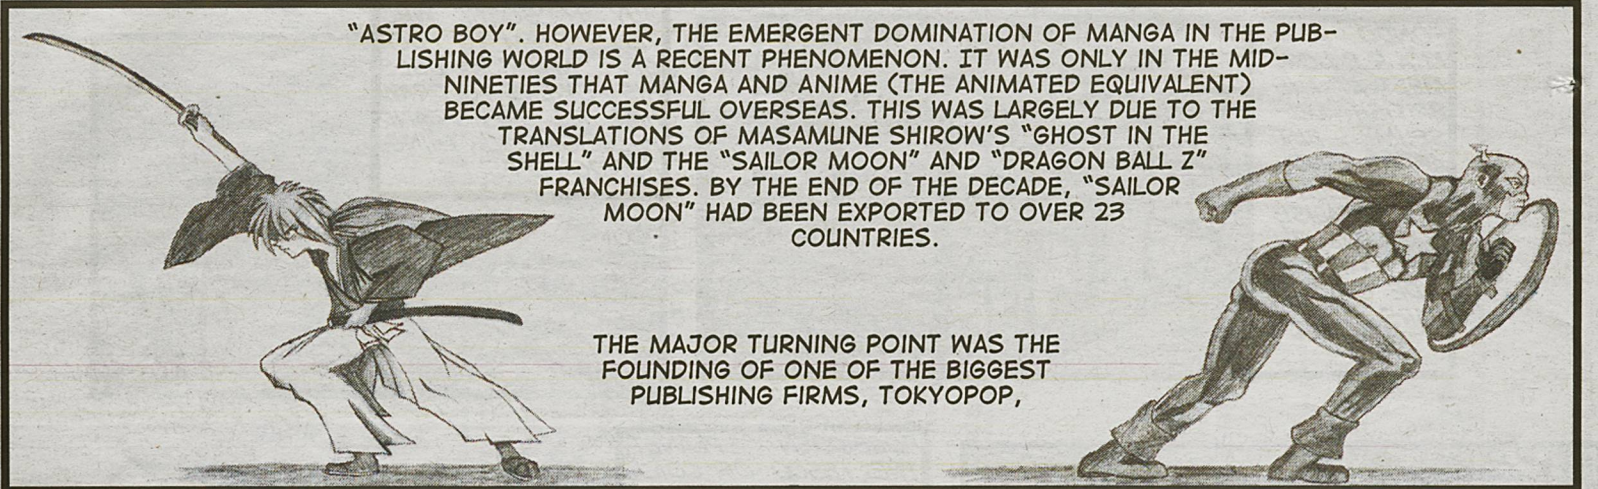 "ASTRO BOY". HOWEVER, THE EMERGENT DOMINATION OF MANGA IN THE PUB-
LISHING WORLD IS A RECENT PHENOMENON. IT WAS ONLY IN THE MID-
NINETIES THAT MANGA AND ANIME (THE ANIMATED EQUIVALENT)
BECAME SUCCESSFUL OVERSEAS. THIS WAS LARGELY DUE TO THE
TRANSLATIONS OF MASAMUNE SHIROW'S "GHOST IN THE
SHELL" AND THE "SAILOR MOON" AND "DRAGON BALL Z"
FRANCHISES. BY THE END OF THE DECADE, "SAILOR
MOON" HAD BEEN EXPORTED TO OVER 23
COUNTRIES.
THE MAJOR TURNING POINT WAS THE
FOUNDING OF ONE OF THE BIGGEST
PUBLISHING FIRMS, TOKYOPOP,